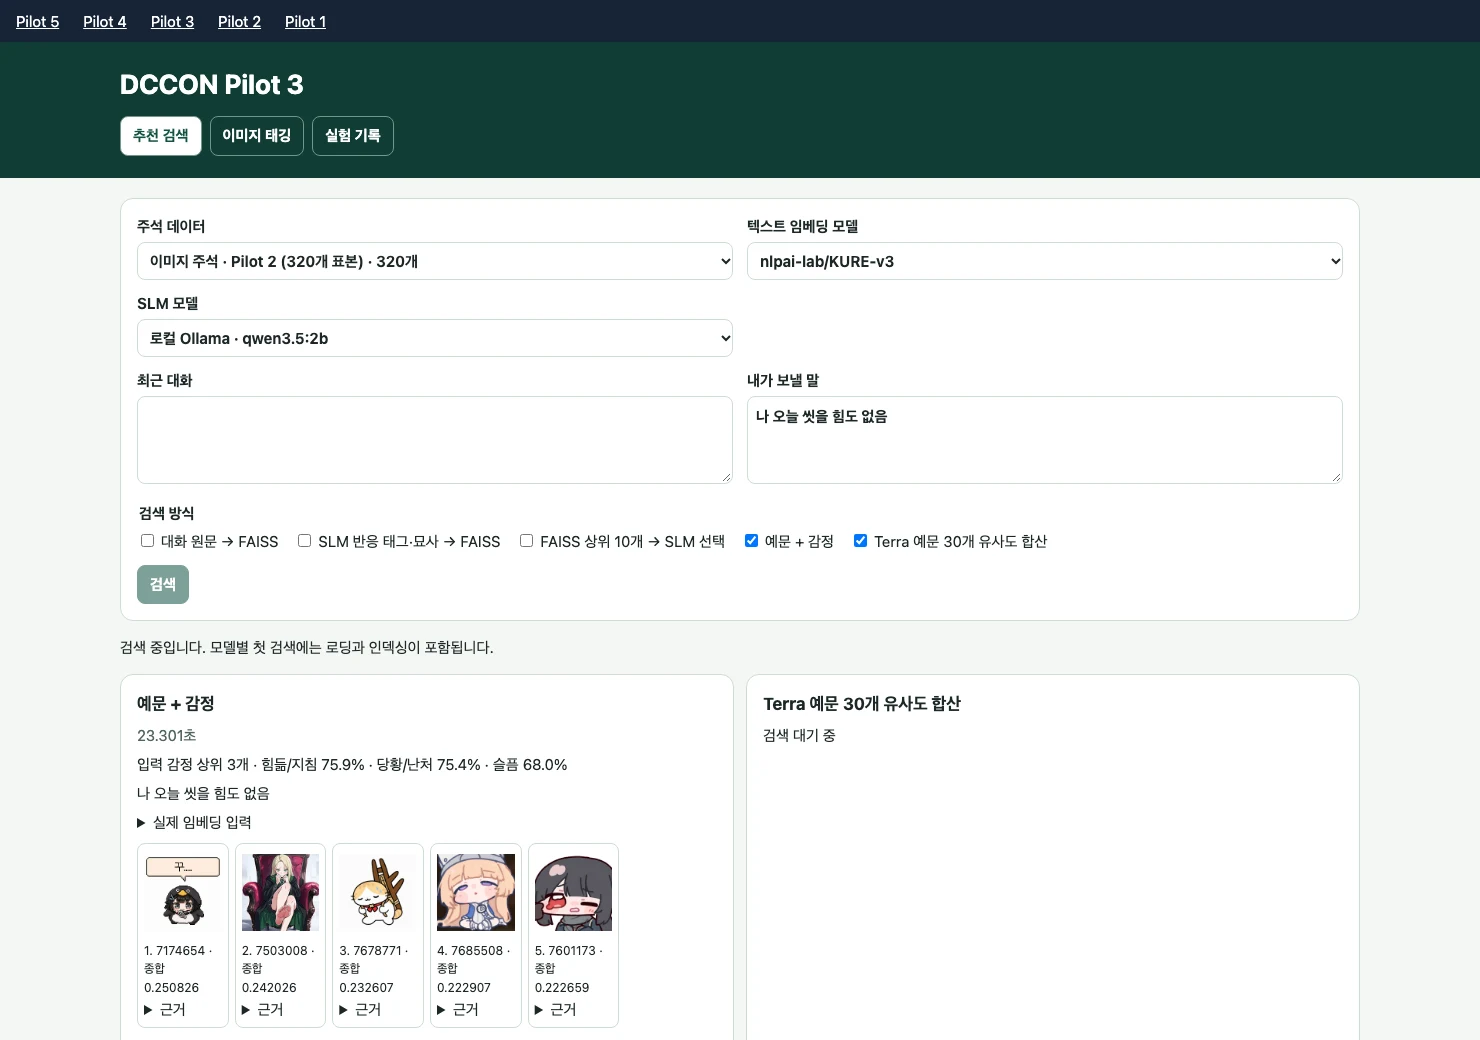 Pilot 5 Pilot 4 Pilot 3 Pilot 2 Pilot 1
DCCON Pilot 3
추천 검색 이미지 태깅 실험 기록
주석 데이터
이미지 주석 · Pilot 2 (320개 표본) · 320개
텍스트 임베딩 모델
nlpai-lab/KURE-v3
SLM 모델
로컬 Ollama · qwen3.5:2b
최근 대화
내가 보낼 말
나 오늘 씻을 힘도 없음
검색 방식
대화 원문 → FAISS SLM 반응 태그·묘사 → FAISS FAISS 상위 10개 → SLM 선택 예문 + 감정 Terra 예문 30개 유사도 합산
검색
검색 중입니다. 모델별 첫 검색에는 로딩과 인덱싱이 포함됩니다.
예문 + 감정
23.301초
입력 감정 상위 3개 · 힘듦/지침 75.9% · 당황/난처 75.4% · 슬픔 68.0%
나 오늘 씻을 힘도 없음
▶ 실제 임베딩 입력
꾸....
1. 7174654 ·
종합
0.250826
▶ 근거
2. 7503008 ·
종합
0.242026
▶ 근거
3. 7678771 ·
종합
0.232607
▶ 근거
4. 7685508 ·
종합
0.222907
▶ 근거
5. 7601173 ·
종합
0.222659
▶ 근거
Terra 예문 30개 유사도 합산
검색 대기 중